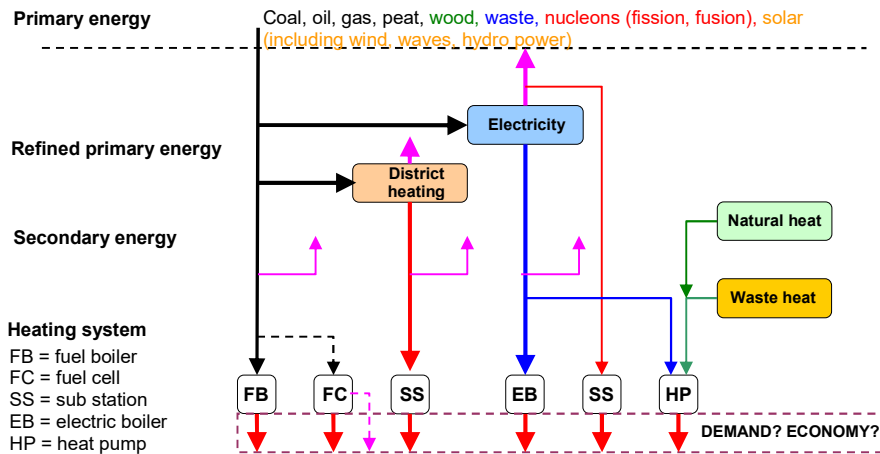 Primary energy
Coal, oil, gas, peat, wood, waste, nucleons (fission, fusion), solar
(including wind, waves, hydro power)
Electricity
Refined primary energy
District
heating
Natural heat
Secondary energy
Waste heat
Heating system
FB = fuel boiler
FC = fuel cell
SS = sub station
EB = electric boiler
HP = heat pump
FB
FC
SS
EB
SS
HP
DEMAND? ECONOMY?